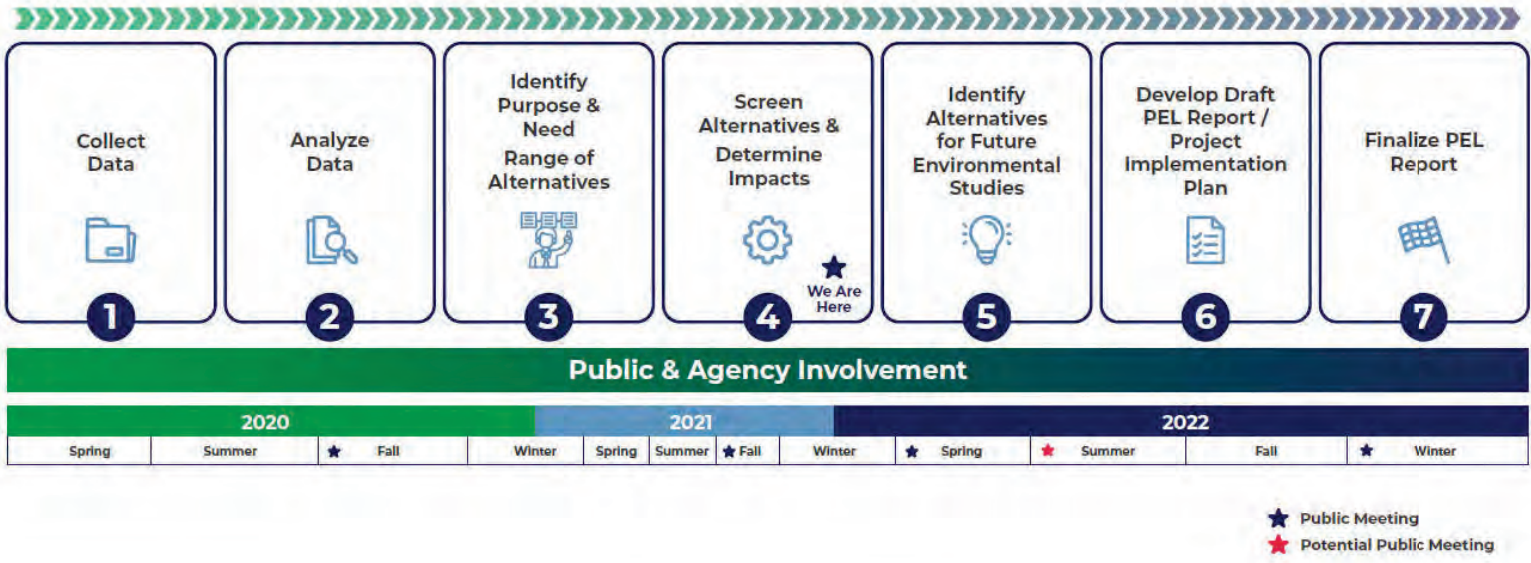 Collect
Data
1
Analyze
Data
2
Identify
Purpose &
Need
Range of
Alternatives
3
Screen
Alternatives &
Determine
Impacts
We Are
Here
4
Identify
Alternatives
for Future
Environmental
Studies
5
Develop Draft
PEL Report /
Project
Implementation
Plan
6
Finalize PEL
Report
7
Public & Agency Involvement
2020 2021 2022
Spring Summer Fall Winter Spring Summer Fall Winter Spring Summer Fall Winter
Public Meeting
Potential Public Meeting